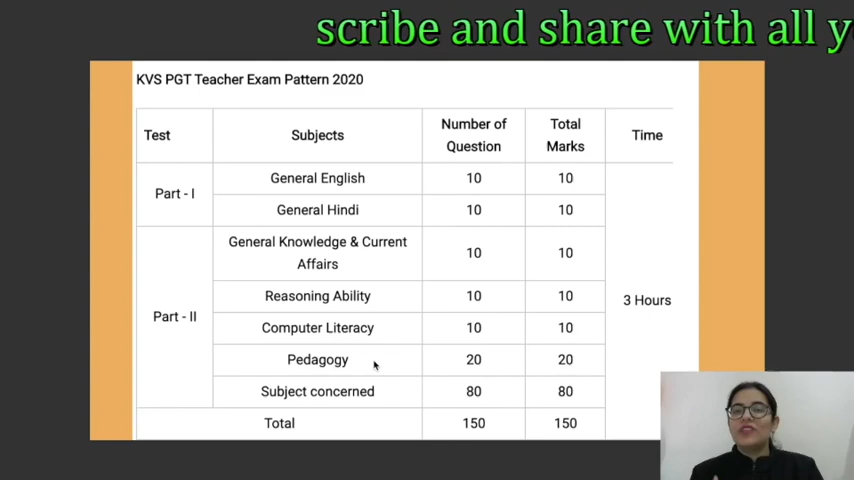 scribe and share with all y
KVS PGT Teacher Exam Pattern 2020
Test Subjects Number of Question Total Marks Time
Part - I General English 10 10 3 Hours
General Hindi 10 10
Part - II General Knowledge & Current Affairs 10 10
Reasoning Ability 10 10
Computer Literacy 10 10
Pedagogy 20 20
Subject concerned 80 80
Total 150 150